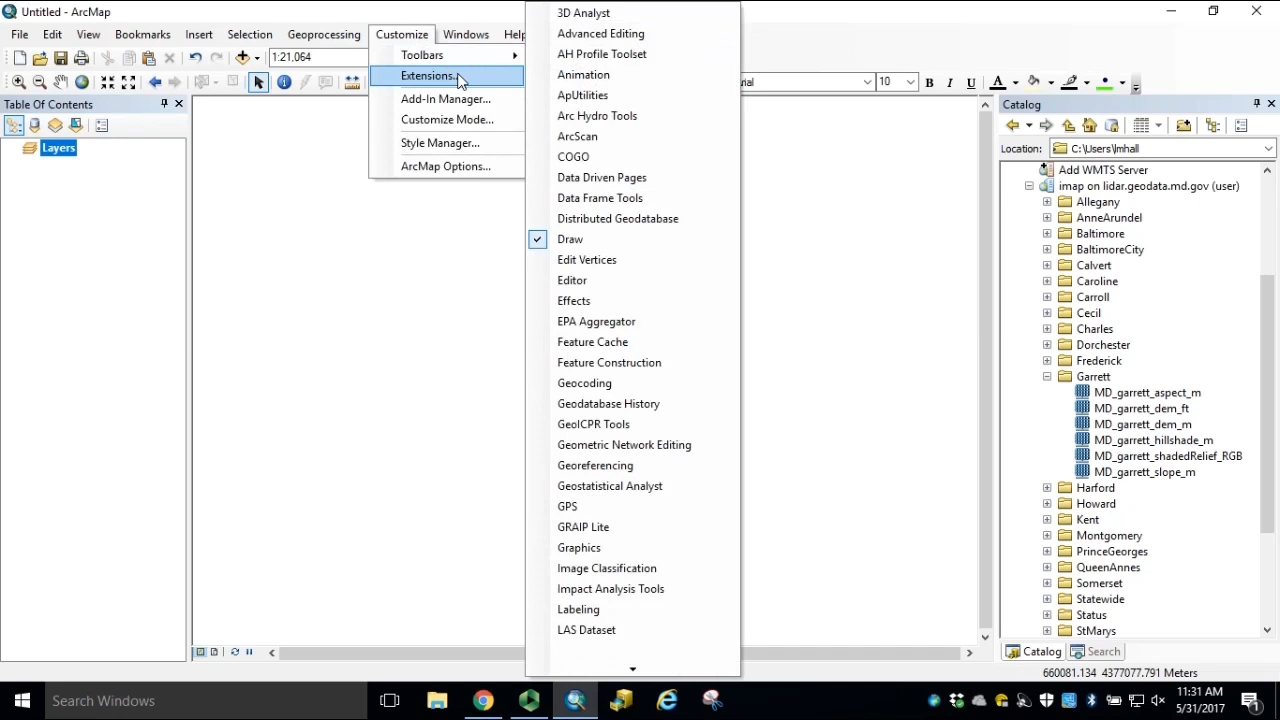 Untitled - ArcMap
File Edit View Bookmarks Insert Selection Geoprocessing Customize Windows Help
1:21,064
10 B I U A
Table Of Contents
Layers
Toolbars
Extensions...
Add-In Manager...
Customize Mode...
Style Manager...
ArcMap Options...
3D Analyst
Advanced Editing
AH Profile Toolset
Animation
ApUtilities
Arc Hydro Tools
ArcScan
COGO
Data Driven Pages
Data Frame Tools
Distributed Geodatabase
Draw
Edit Vertices
Editor
Effects
EPA Aggregator
Feature Cache
Feature Construction
Geocoding
Geodatabase History
GeoICPR Tools
Geometric Network Editing
Georeferencing
Geostatistical Analyst
GPS
GRAIP Lite
Graphics
Image Classification
Impact Analysis Tools
Labeling
LAS Dataset
Catalog
Location: C:\Users\lmhall
Add WMTS Server
imap on lidar.geodata.md.gov (user)
Allegany
AnneArundel
Baltimore
BaltimoreCity
Calvert
Caroline
Carroll
Cecil
Charles
Dorchester
Frederick
Garrett
MD_garrett_aspect_m
MD_garrett_dem_ft
MD_garrett_dem_m
MD_garrett_hillshade_m
MD_garrett_shadedRelief_RGB
MD_garrett_slope_m
Harford
Howard
Kent
Montgomery
PrinceGeorges
QueenAnnes
Somerset
Statewide
Status
StMarys
Catalog Search
660081.134 4377077.791 Meters
Search Windows
11:31 AM
5/31/2017